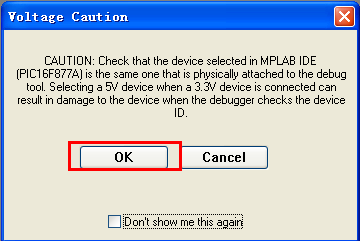 Voltage Caution
CAUTION: Check that the device selected in MPLAB IDE
(PIC16F877A) is the same one that is physically attached to the debug
tool. Selecting a 5V device when a 3.3V device is connected can
result in damage to the device when the debugger checks the device
ID.
OK Cancel
Don't show me this again